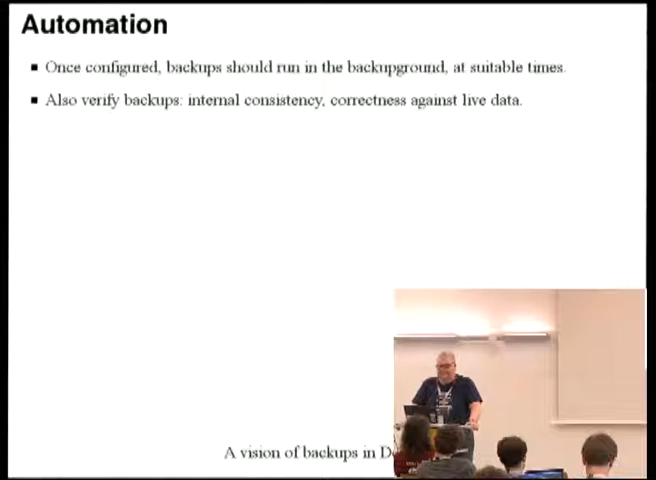 Automation
Once configured, backups should run in the backupground, at suitable times.
Also verify backups: internal consistency, correctness against live data.
A vision of backups in D